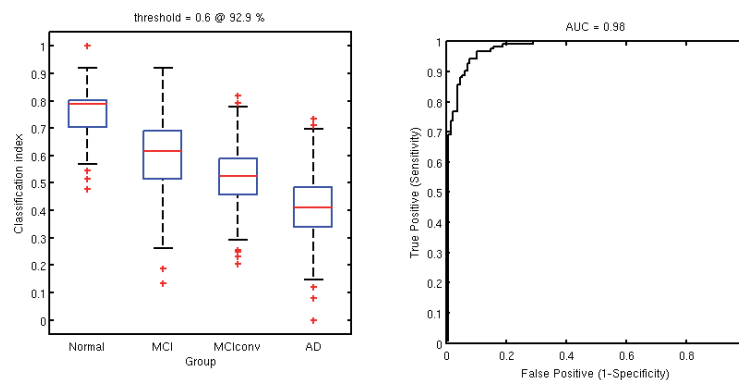 threshold = 0.6 @ 92.9 %
1
0.9
0.8
0.7
0.6
0.5
0.4
0.3
0.2
0.1
0
Classification index
Normal MCI MCIconv AD
Group
AUC = 0.98
1
0.9
0.8
0.7
0.6
0.5
0.4
0.3
0.2
0.1
0
True Positive (Sensitivity)
0 0.2 0.4 0.6 0.8
False Positive (1-Specificity)